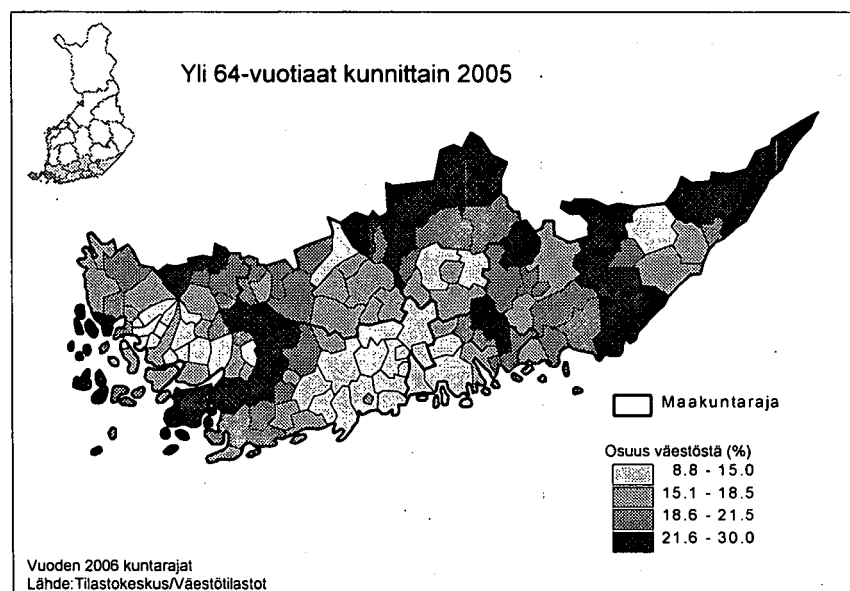 Yli 64-vuotiaat kunnittain 2005
Maakuntaraja
Osuus väestöstä (%)
8.8 - 15.0
15.1 - 18.5
18.6 - 21.5
21.6 - 30.0
Vuoden 2006 kuntarajat
Lähde:Tilastokeskus/Väestötilastot